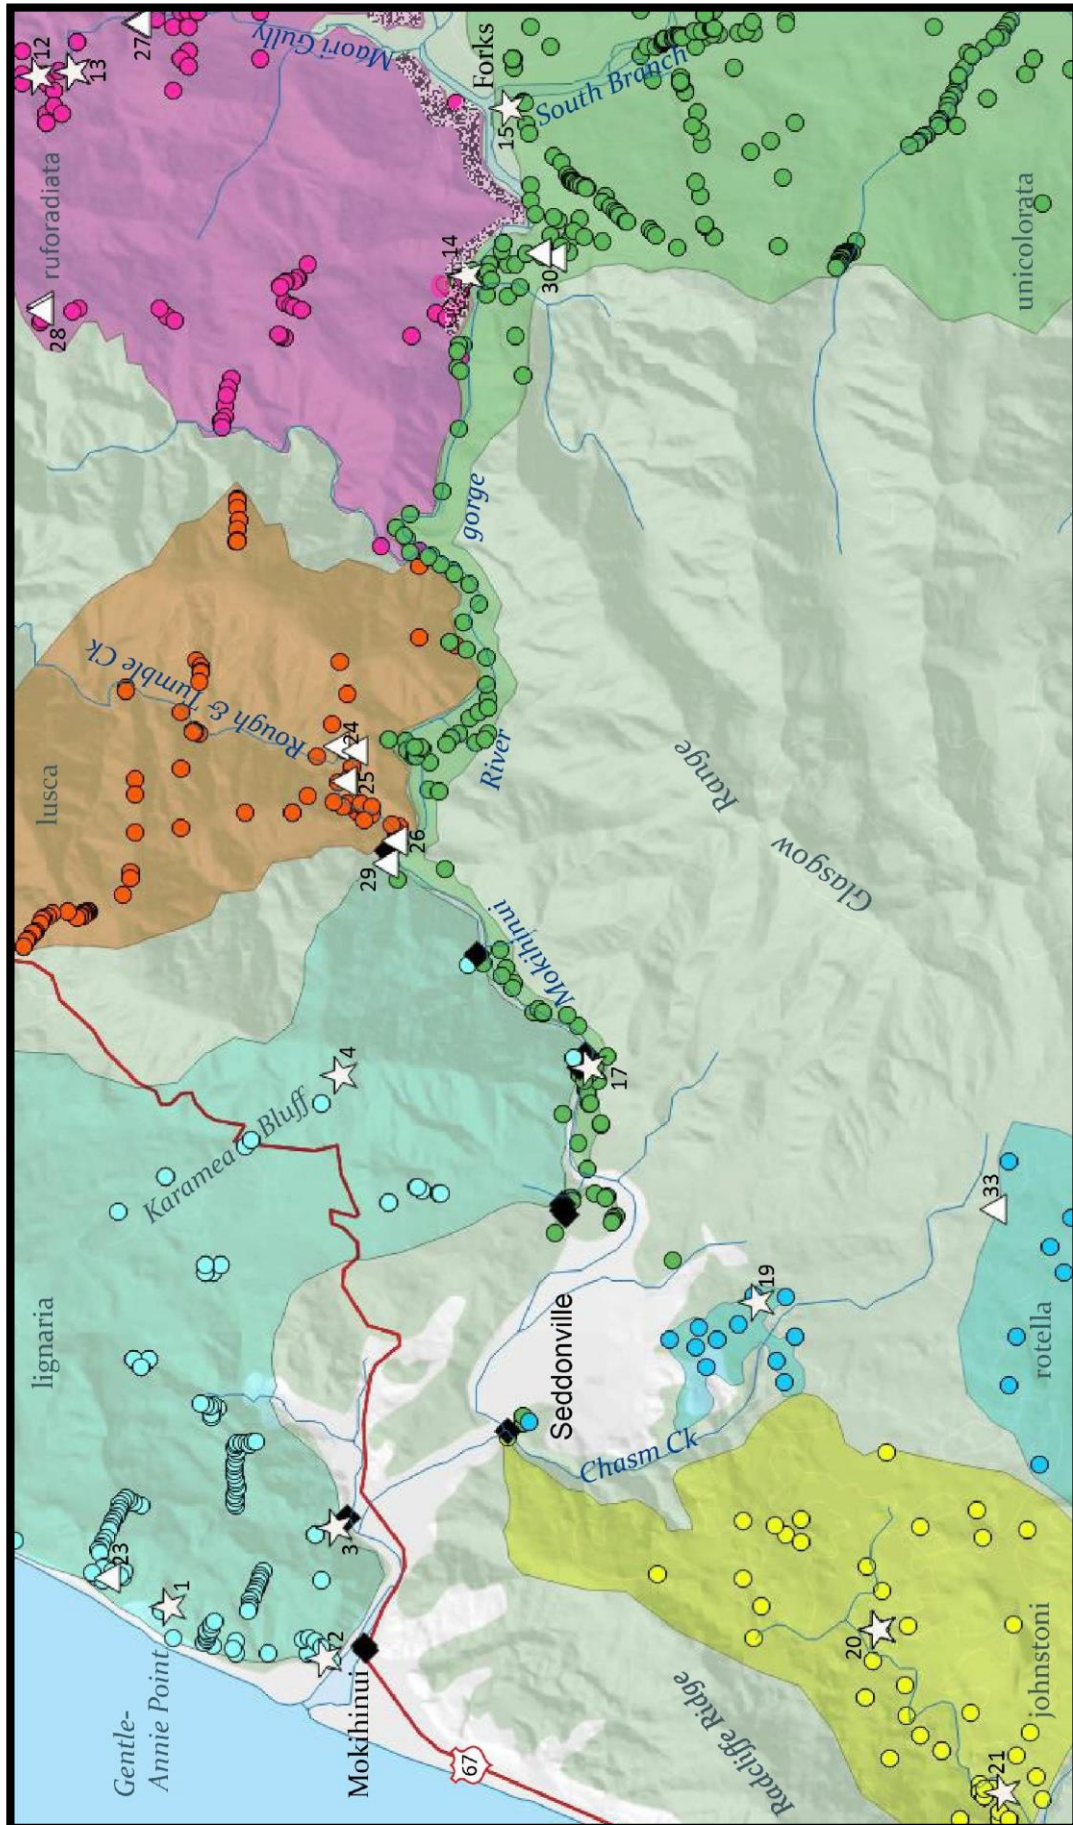 Gentle-
Annie Point
lignaria
lusca
ruforadiata
28
12
13
27
23
1
Karamea Bluff
4
Rough & Tumble Ck
24
25
26
29
Maori Gully
14
Forks
15
3
2
Mokihinui
67
Seddonville
17
Mokihinui
River
gorge
South Branch
30
Chasm Ck
19
Glasgow
Range
Radcliffe Ridge
20
21
johnstoni
33
rotella
unicolorata